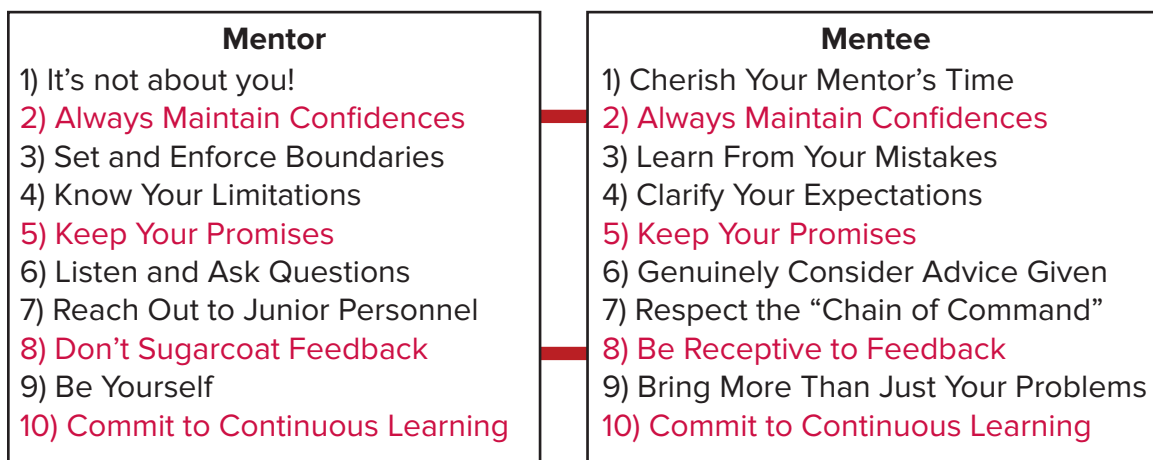 Mentor
1) It's not about you!
2) Always Maintain Confidences
3) Set and Enforce Boundaries
4) Know Your Limitations
5) Keep Your Promises
6) Listen and Ask Questions
7) Reach Out to Junior Personnel
8) Don’t Sugarcoat Feedback
9) Be Yourself
10) Commit to Continuous Learning
Mentee
1) Cherish Your Mentor’s Time
2) Always Maintain Confidences
3) Learn From Your Mistakes
4) Clarify Your Expectations
5) Keep Your Promises
6) Genuinely Consider Advice Given
7) Respect the “Chain of Command”
8) Be Receptive to Feedback
9) Bring More Than Just Your Problems
10) Commit to Continuous Learning